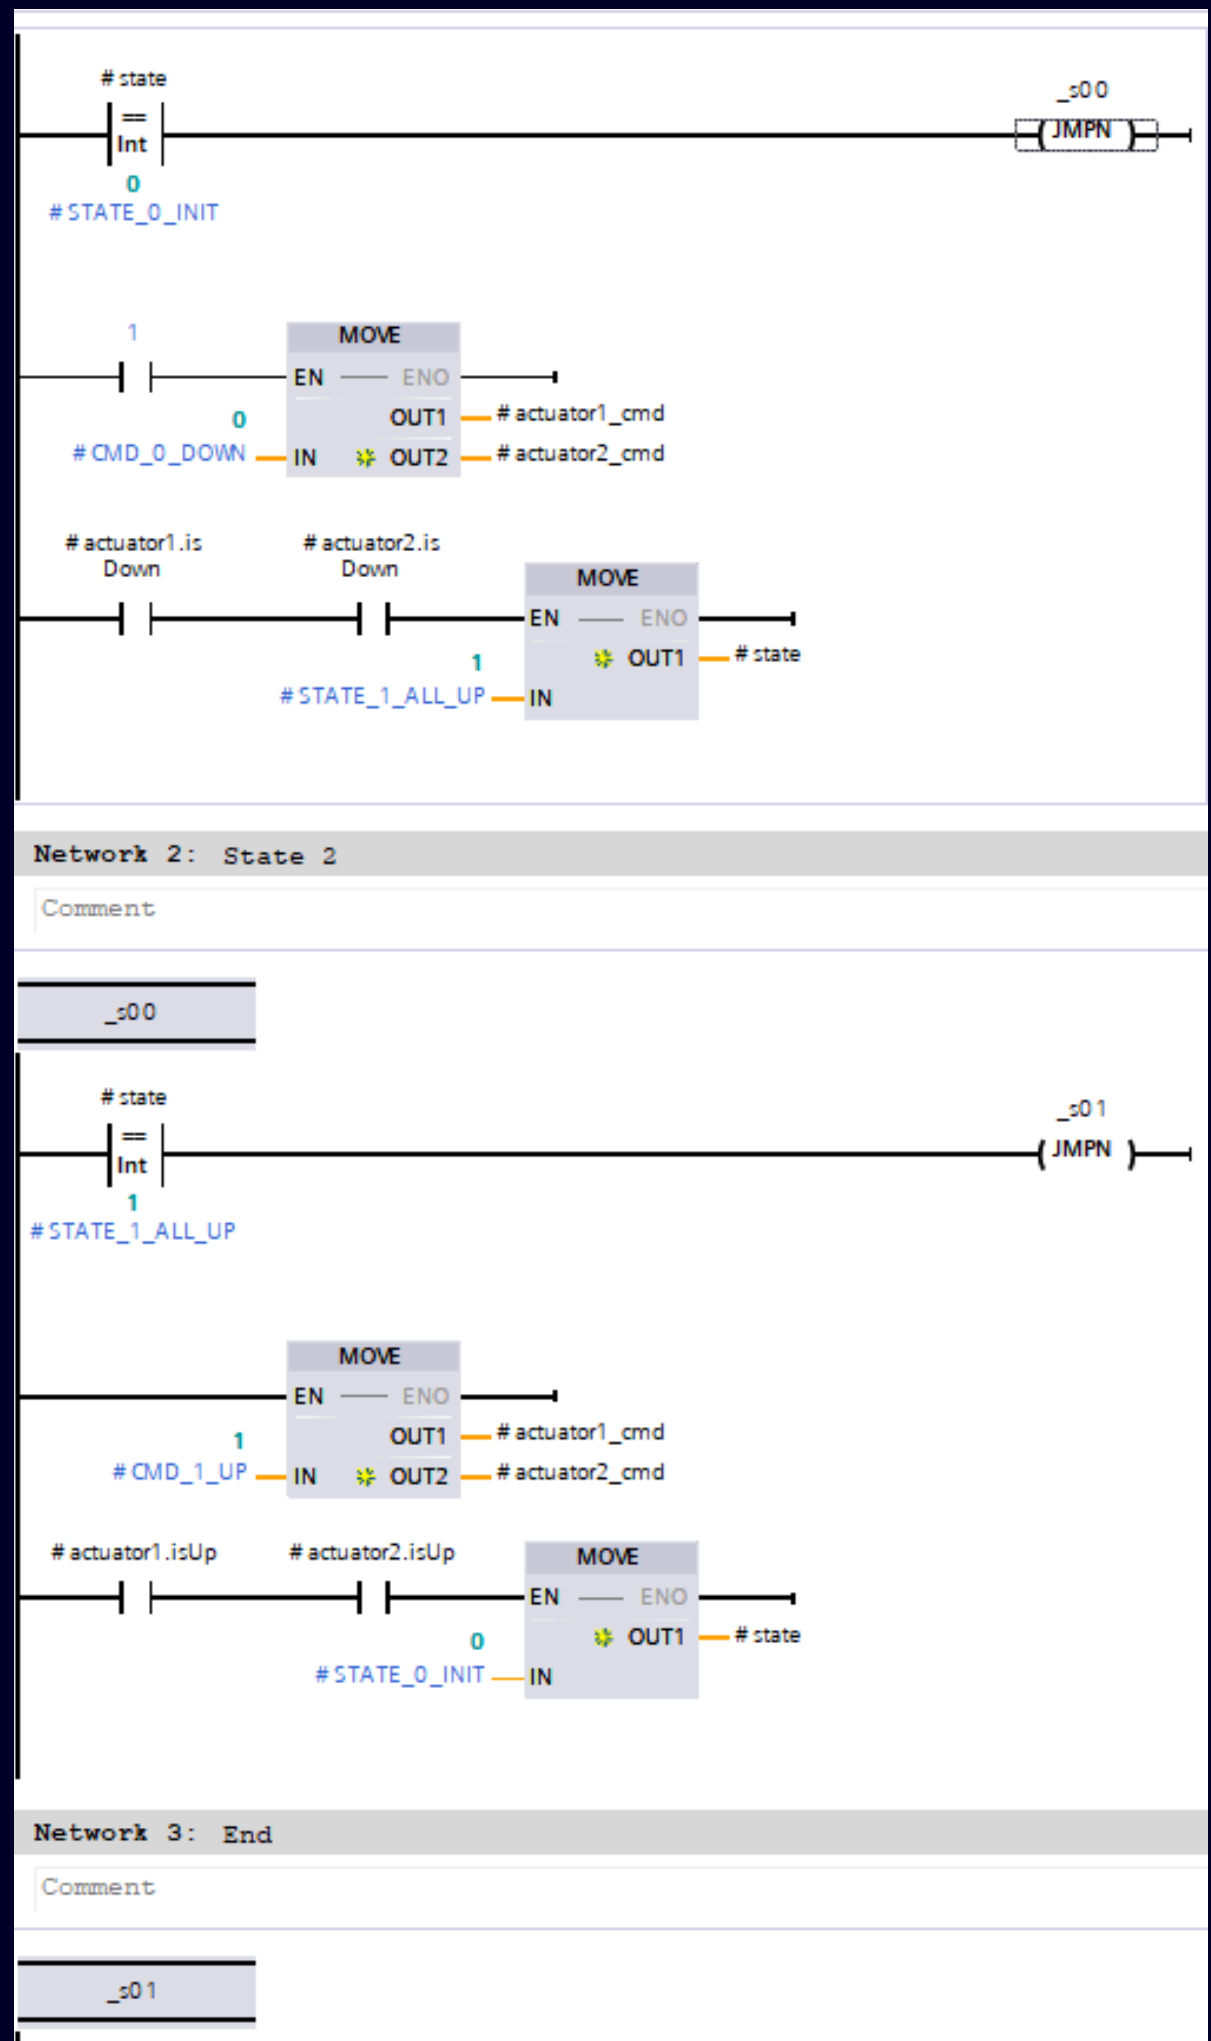 # state
_s00
==
Int
( JMPN )
0
# STATE_0_INIT
1
MOVE
EN ENO
0
OUT1 # actuator1_cmd
# CMD_0_DOWN IN OUT2 # actuator2_cmd
# actuator1.is
Down
# actuator2.is
Down
MOVE
EN ENO
1
OUT1 # state
# STATE_1_ALL_UP IN
Network 2: State 2
Comment
_s00
# state
_s01
==
Int
( JMPN )
1
# STATE_1_ALL_UP
MOVE
EN ENO
1
OUT1 # actuator1_cmd
# CMD_1_UP IN OUT2 # actuator2_cmd
# actuator1.isUp # actuator2.isUp
MOVE
EN ENO
0
OUT1 # state
# STATE_0_INIT IN
Network 3: End
Comment
_s01